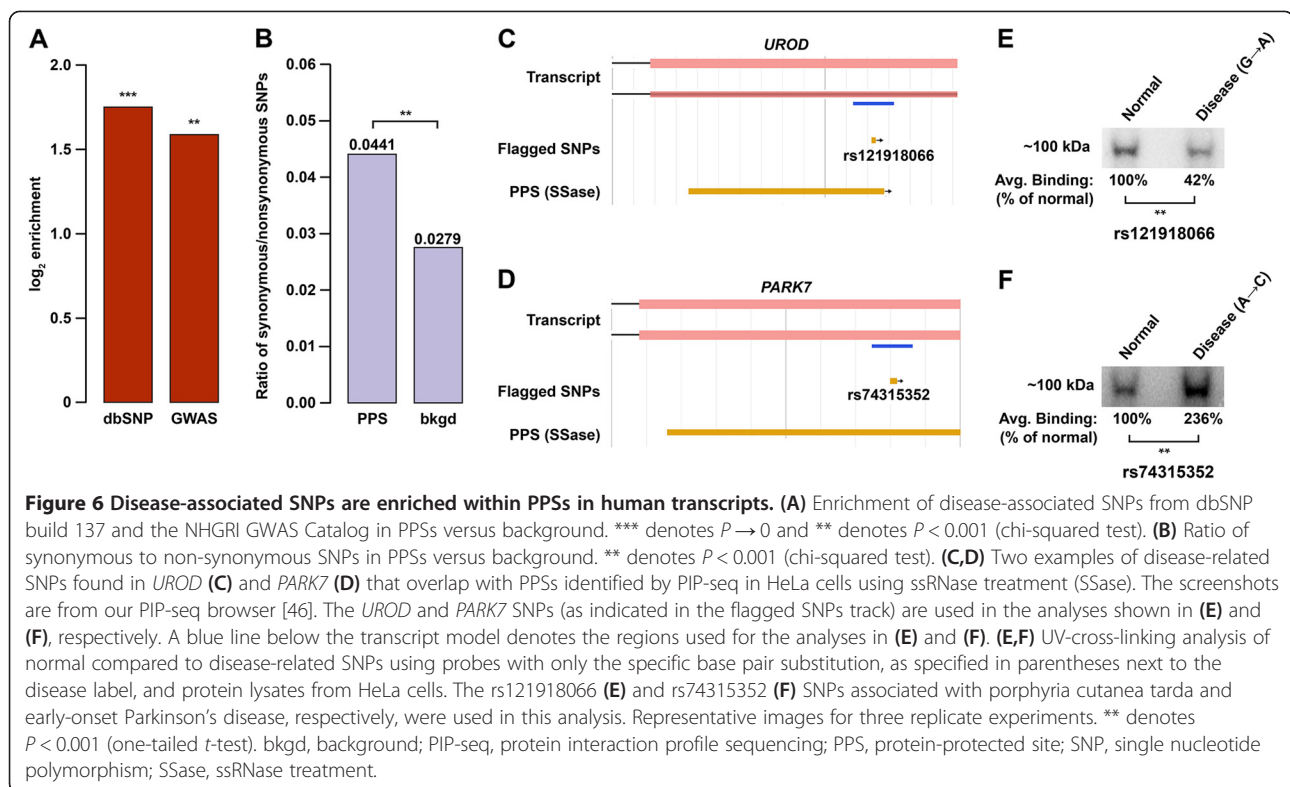 A
log2 enrichment
2.0
1.5
1.0
0.5
0
***
**
dbSNP GWAS
B
Ratio of synonymous/nonsynonymous SNPs
0.06
0.05
0.04
0.03
0.02
0.01
0.00
**
0.0441
0.0279
PPS bkgd
C
UROD
Transcript
Flagged SNPs
rs121918066
PPS (SSase)
D
PARK7
Transcript
Flagged SNPs
rs74315352
PPS (SSase)
E
Normal
Disease (G→A)
~100 kDa
Avg. Binding: 100% 42%
(% of normal)
**
rs121918066
F
Normal
Disease (A→C)
~100 kDa
Avg. Binding: 100% 236%
(% of normal)
**
rs74315352
Figure 6 Disease-associated SNPs are enriched within PPSs in human transcripts. (A) Enrichment of disease-associated SNPs from dbSNP
build 137 and the NHGRI GWAS Catalog in PPSs versus background. *** denotes P → 0 and ** denotes P < 0.001 (chi-squared test). (B) Ratio of
synonymous to non-synonymous SNPs in PPSs versus background. ** denotes P < 0.001 (chi-squared test). (C,D) Two examples of disease-related
SNPs found in UROD (C) and PARK7 (D) that overlap with PPSs identified by PIP-seq in HeLa cells using ssRNase treatment (SSase). The screenshots
are from our PIP-seq browser [46]. The UROD and PARK7 SNPs (as indicated in the flagged SNPs track) are used in the analyses shown in (E) and
(F), respectively. A blue line below the transcript model denotes the regions used for the analyses in (E) and (F). (E,F) UV-cross-linking analysis of
normal compared to disease-related SNPs using probes with only the specific base pair substitution, as specified in parentheses next to the
disease label, and protein lysates from HeLa cells. The rs121918066 (E) and rs74315352 (F) SNPs associated with porphyria cutanea tarda and
early-onset Parkinson's disease, respectively, were used in this analysis. Representative images for three replicate experiments. ** denotes
P < 0.001 (one-tailed t-test). bkgd, background; PIP-seq, protein interaction profile sequencing; PPS, protein-protected site; SNP, single nucleotide
polymorphism; SSase, ssRNase treatment.